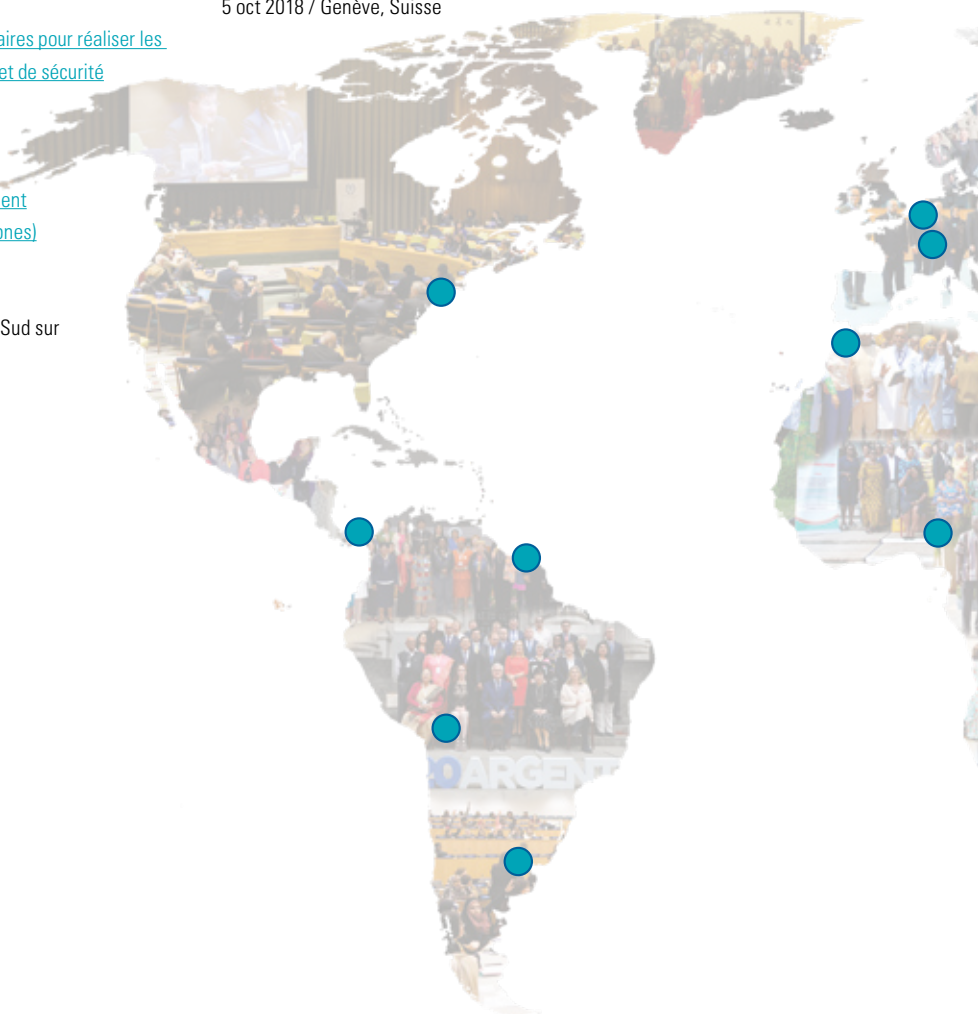 5 oct 2018 / Genève, Suisse
aires pour réaliser les
et de sécurité
ent
ones)
Sud sur
ARGENT